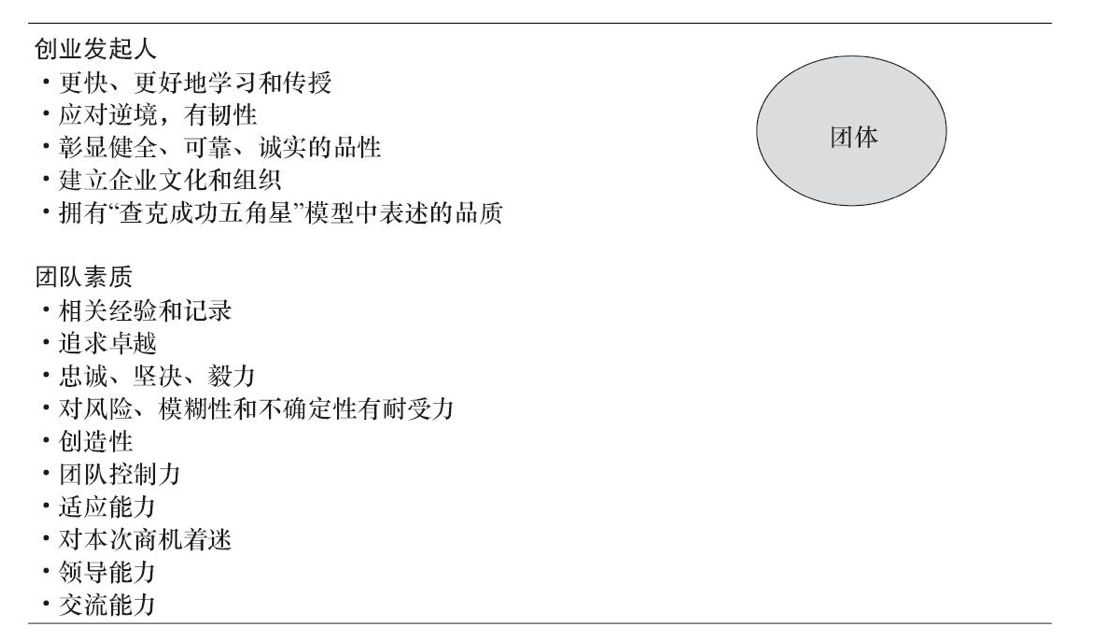 创业发起人
・更快、更好地学习和传授
・应对逆境，有韧性
・彰显健全、可靠、诚实的品性
・建立企业文化和组织
・拥有“查克成功五角星”模型中表述的品质
团队素质
・相关经验和记录
・追求卓越
・忠诚、坚决、毅力
・对风险、模糊性和不确定性有耐受力
・创造性
・团队控制力
・适应能力
・对本次商机着迷
・领导能力
・交流能力
团体